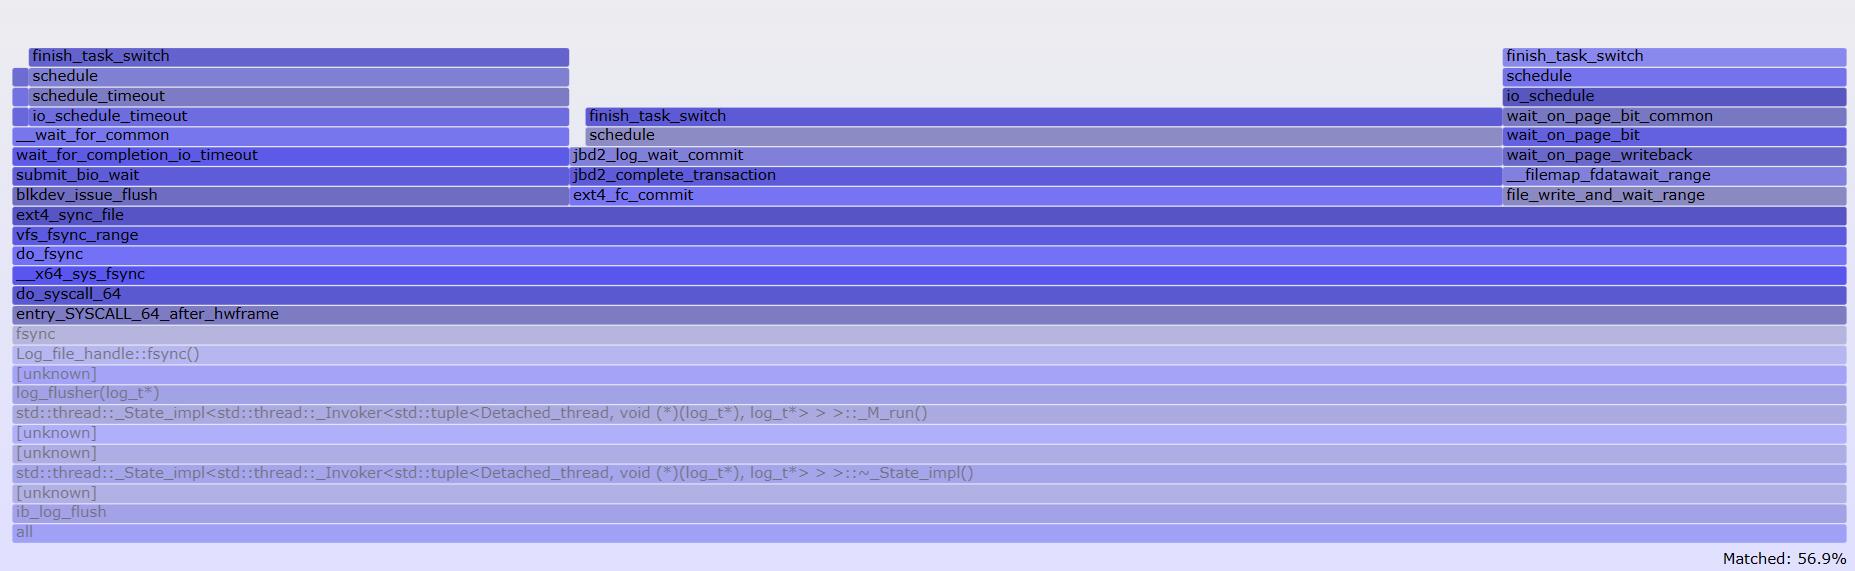 finish_task_switch finish_task_switch
schedule schedule
schedule_timeout io_schedule
io_schedule_timeout finish_task_switch wait_on_page_bit_common
__wait_for_common schedule wait_on_page_bit
wait_for_completion_io_timeout jbd2_log_wait_commit wait_on_page_writeback
submit_bio_wait jbd2_complete_transaction __filemap_fdatawait_range
blkdev_issue_flush ext4_fc_commit file_write_and_wait_range
ext4_sync_file
vfs_fsync_range
do_fsync
__x64_sys_fsync
do_syscall_64
entry_SYSCALL_64_after_hwframe
fsync
Log_file_handle::fsync()
[unknown]
log_flusher(log_t*)
std::thread::_State_impl<std::thread::_Invoker<std::tuple<Detached_thread, void (*)(log_t*), log_t*> > >::_M_run()
[unknown]
[unknown]
std::thread::_State_impl<std::thread::_Invoker<std::tuple<Detached_thread, void (*)(log_t*), log_t*> > >::~_State_impl()
[unknown]
ib_log_flush
all
Matched: 56.9%